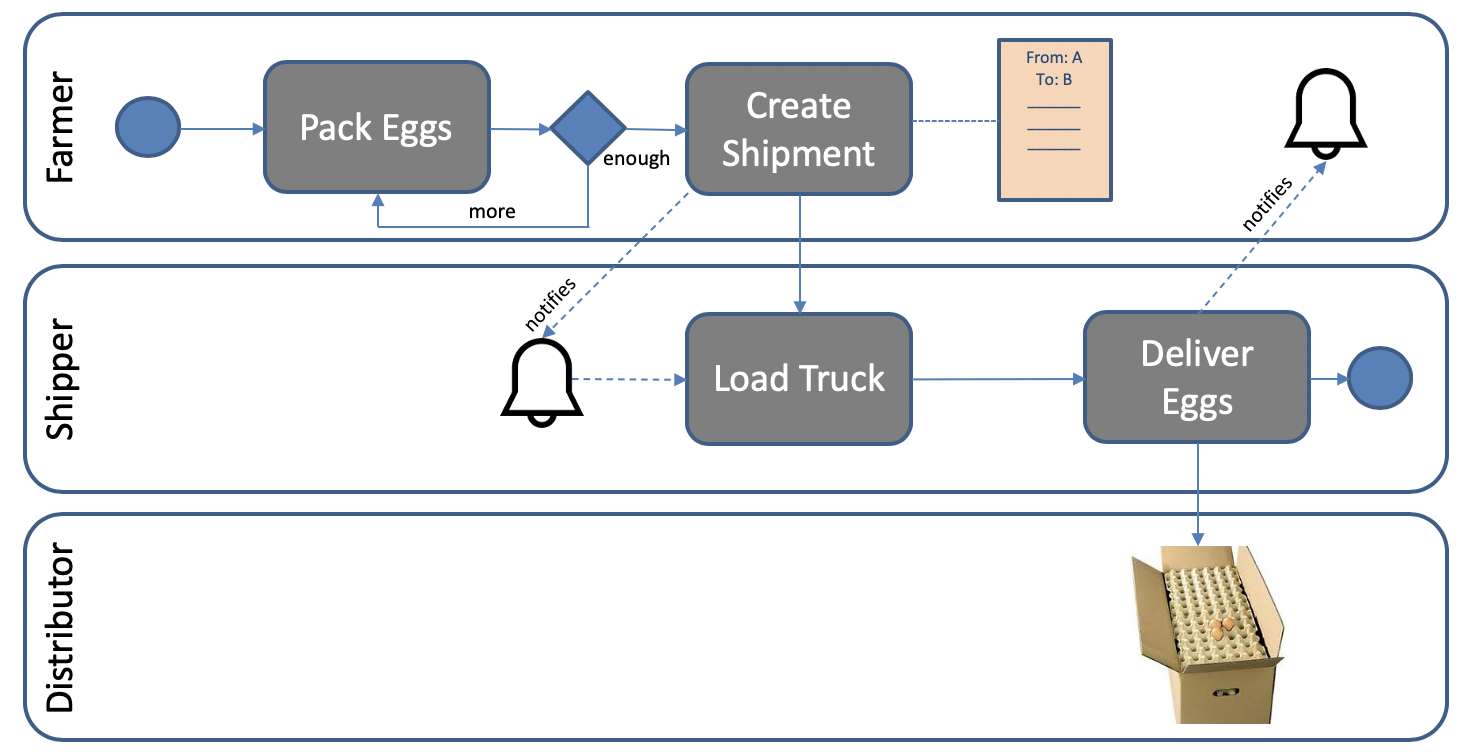 Farmer
Pack Eggs
enough
more
Create
Shipment
From: A
To: B
notifies
Shipper
notifies
Load Truck
Deliver
Eggs
Distributor